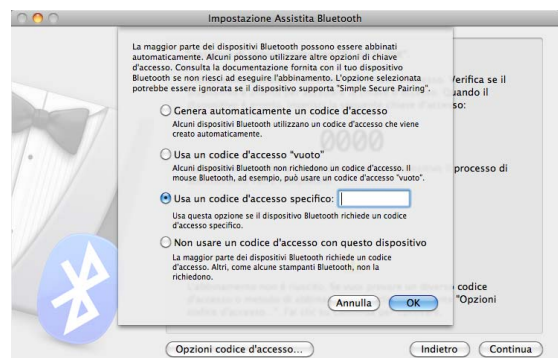 Impostazione Assistita Bluetooth
La maggior parte dei dispositivi Bluetooth possono essere abbinati
automaticamente. Alcuni possono utilizzare altre opzioni di chiave
d'accesso. Consulta la documentazione fornita con il tuo dispositivo
Bluetooth se non riesci ad eseguire l'abbinamento. L'opzione selezionata
potrebbe essere ignorata se il dispositivo supporta "Simple Secure Pairing".
Verifica se il
uando il
so:
Genera automaticamente un codice d'accesso
Alcuni dispositivi Bluetooth utilizzano un codice d'accesso che viene
creato automaticamente.
0000
Usa un codice d'accesso "vuoto"
Alcuni dispositivi Bluetooth non richiedono un codice d'accesso. Il
mouse Bluetooth, ad esempio, può usare un codice d'accesso "vuoto".
processo di
Usa un codice d'accesso specifico:
Usa questa opzione se il dispositivo Bluetooth richiede un codice
d'accesso specifico.
Non usare un codice d'accesso con questo dispositivo
La maggior parte dei dispositivi Bluetooth richiede un codice
d'accesso. Altri, come alcune stampanti Bluetooth, non la
richiedono.
codice
"Opzioni
Annulla OK
Opzioni codice d'accesso... Indietro Continua